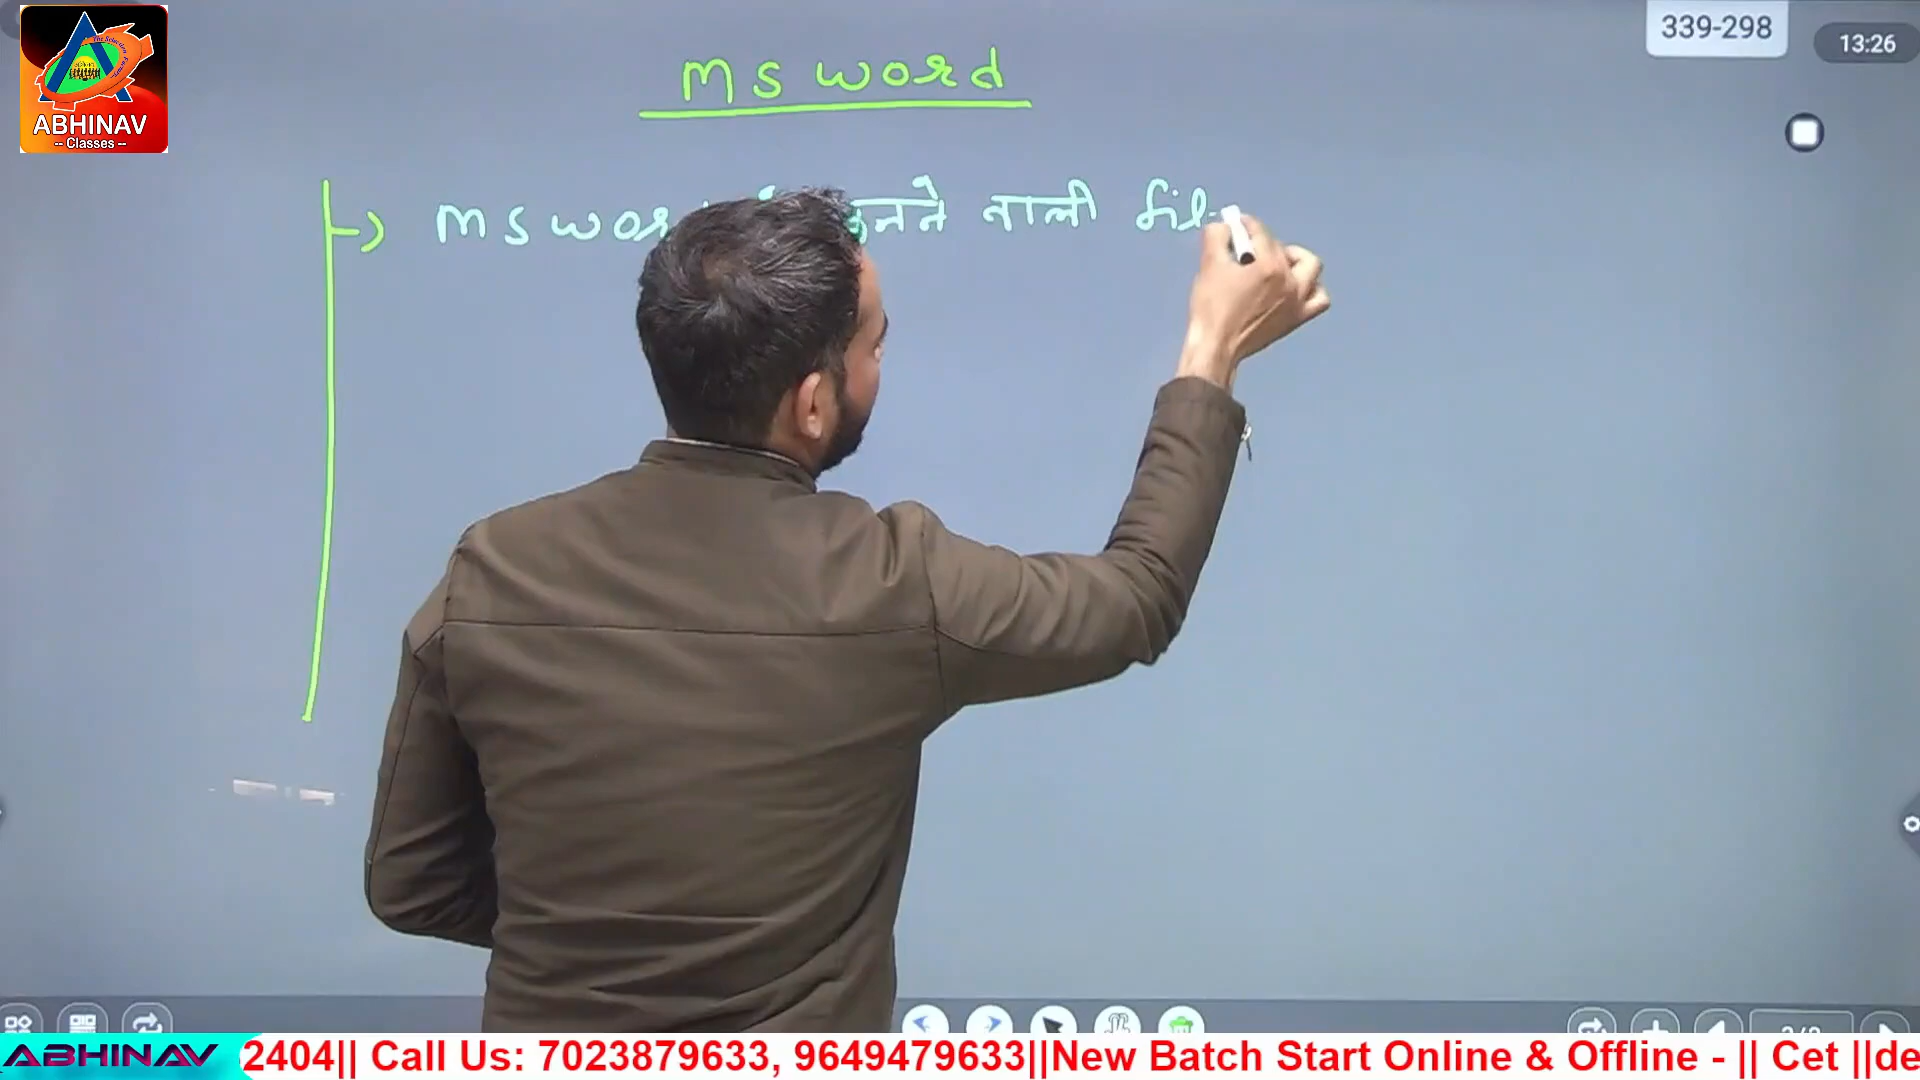 339-298
13:26
ms word
ABHINAV
-- Classes --
ms wor बनने वाली fil
ABHINAV 2404|| Call Us: 7023879633, 9649479633||New Batch Start Online & Offline - || Cet ||de